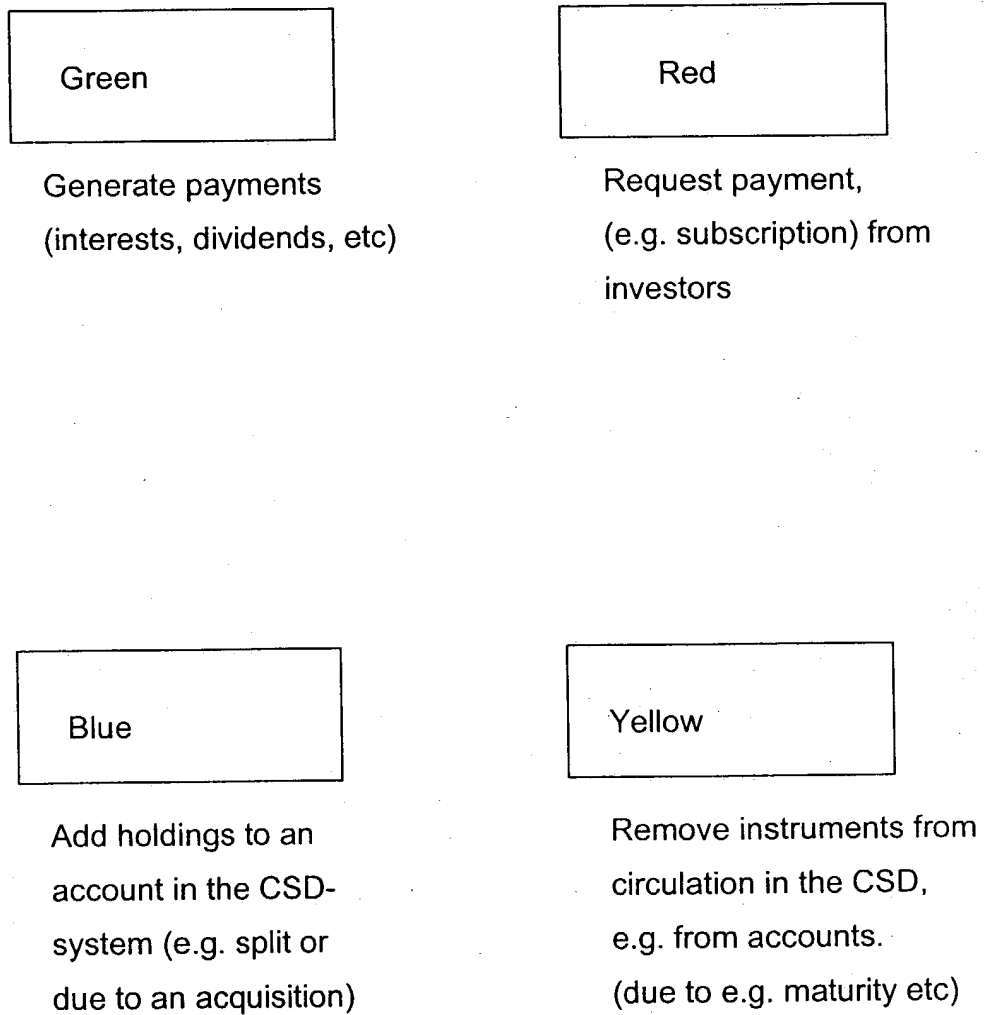 Green
Generate payments
(interests, dividends, etc)
Red
Request payment,
(e.g. subscription) from
investors
Blue
Add holdings to an
account in the CSD-
system (e.g. split or
due to an acquisition)
Yellow
Remove instruments from
circulation in the CSD,
e.g. from accounts.
(due to e.g. maturity etc)